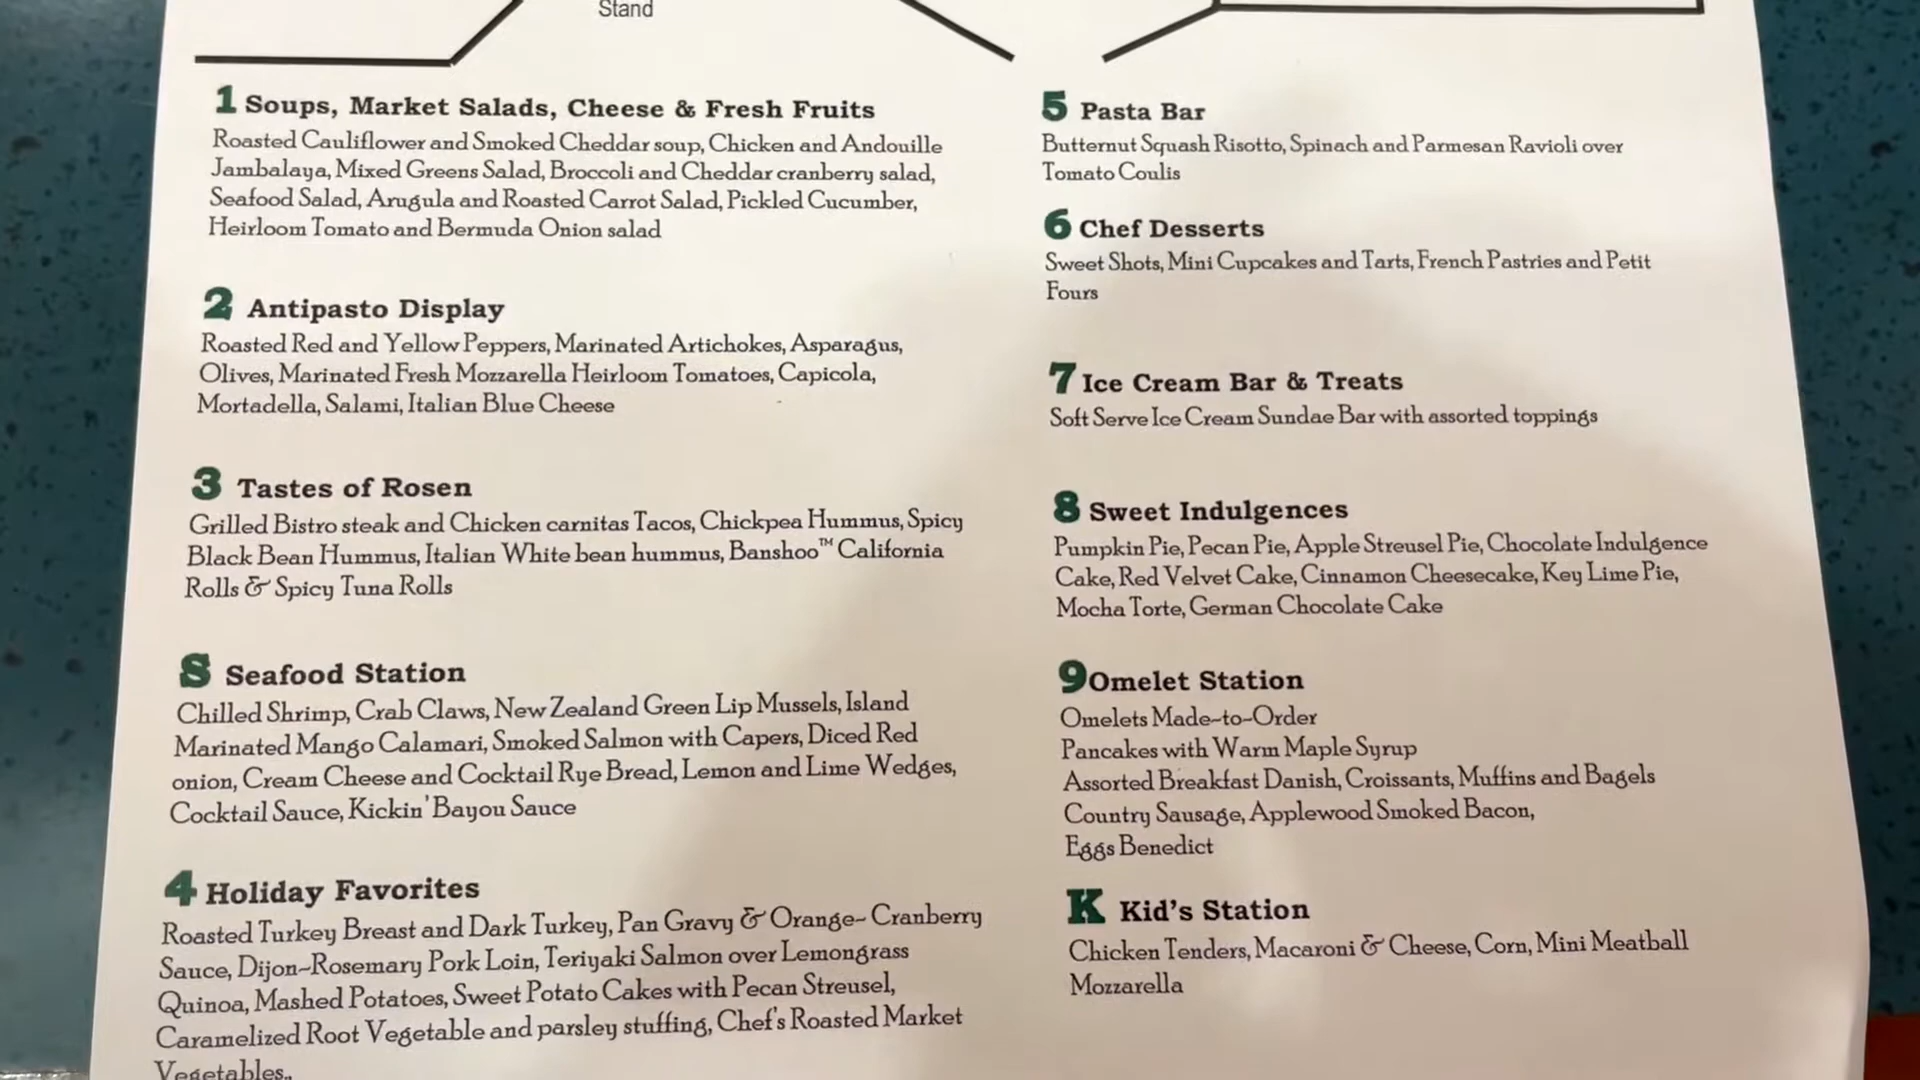 Stand
1 Soups, Market Salads, Cheese & Fresh Fruits
Roasted Cauliflower and Smoked Cheddar soup, Chicken and Andouille
Jambalaya, Mixed Greens Salad, Broccoli and Cheddar cranberry salad,
Seafood Salad, Arugula and Roasted Carrot Salad, Pickled Cucumber,
Heirloom Tomato and Bermuda Onion salad
2 Antipasto Display
Roasted Red and Yellow Peppers, Marinated Artichokes, Asparagus,
Olives, Marinated Fresh Mozzarella Heirloom Tomatoes, Capicola,
Mortadella, Salami, Italian Blue Cheese
3 Tastes of Rosen
Grilled Bistro steak and Chicken carnitas Tacos, Chickpea Hummus, Spicy
Black Bean Hummus, Italian White bean hummus, Banshoo™ California
Rolls & Spicy Tuna Rolls
S Seafood Station
Chilled Shrimp, Crab Claws, New Zealand Green Lip Mussels, Island
Marinated Mango Calamari, Smoked Salmon with Capers, Diced Red
onion, Cream Cheese and Cocktail Rye Bread, Lemon and Lime Wedges,
Cocktail Sauce, Kickin' Bayou Sauce
4 Holiday Favorites
Roasted Turkey Breast and Dark Turkey, Pan Gravy & Orange- Cranberry
Sauce, Dijon-Rosemary Pork Loin, Teriyaki Salmon over Lemongrass
Quinoa, Mashed Potatoes, Sweet Potato Cakes with Pecan Streusel,
Caramelized Root Vegetable and parsley stuffing, Chef's Roasted Market
Vegetables..
5 Pasta Bar
Butternut Squash Risotto, Spinach and Parmesan Ravioli over
Tomato Coulis
6 Chef Desserts
Sweet Shots, Mini Cupcakes and Tarts, French Pastries and Petit
Fours
7 Ice Cream Bar & Treats
Soft Serve Ice Cream Sundae Bar with assorted toppings
8 Sweet Indulgences
Pumpkin Pie, Pecan Pie, Apple Streusel Pie, Chocolate Indulgence
Cake, Red Velvet Cake, Cinnamon Cheesecake, Key Lime Pie,
Mocha Torte, German Chocolate Cake
9 Omelet Station
Omelets Made-to-Order
Pancakes with Warm Maple Syrup
Assorted Breakfast Danish, Croissants, Muffins and Bagels
Country Sausage, Applewood Smoked Bacon,
Eggs Benedict
K Kid's Station
Chicken Tenders, Macaroni & Cheese, Corn, Mini Meatball
Mozzarella